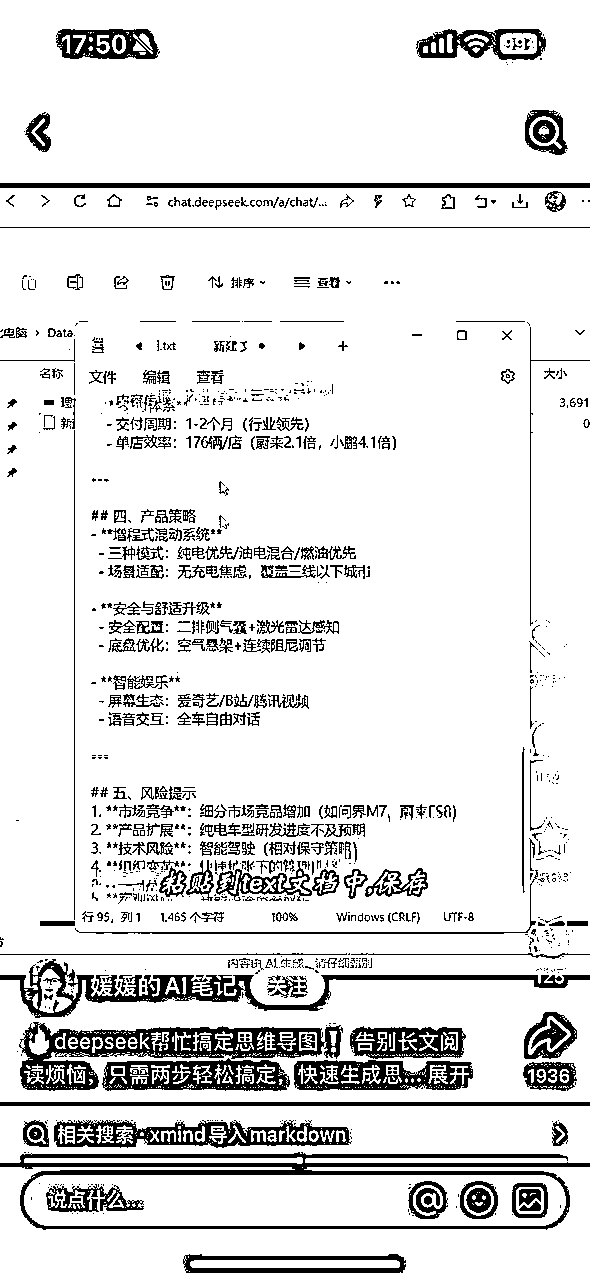 17:50
chat.deepseek.com/a/chat/...
排序
查看
电脑 > Data
.txt
名称
大小
文件 编辑 查看
3,691
0
- 交付周期：1-2个月（行业领先）
- 单店效率：176辆/店（蔚来2.1倍，小鹏4.1倍）
---
## 四、产品策略
- **增程式混动系统**
- 三种模式：纯电优先/油电混合/燃油优先
- 场景适配：无充电焦虑，覆盖三线以下城市
- **安全与舒适升级**
- 安全配置：二排侧气囊+激光雷达感知
- 底盘优化：空气悬架+连续阻尼调节
- **智能娱乐**
- 屏幕生态：爱奇艺/B站/腾讯视频
- 语音交互：全车自由对话
---
## 五、风险提示
1. **市场竞争**：细分市场竞品增加（如问界M7，蔚来ES8）
2. **产品扩展**：纯电车型研发进度不及预期
3. **技术风险**：智能驾驶（相对保守策略）
粘贴到text文档中,保存
行 95，列 1 1,465 个字符 100% Windows (CRLF) UTF-8
内容由 AI 生成，请仔细甄别
媛媛的AI笔记 关注
125
deepseek帮忙搞定思维导图！ 告别长文阅
读烦恼，只需两步轻松搞定，快速生成思... 展开
1936
相关搜索 · xmind导入markdown
说点什么...